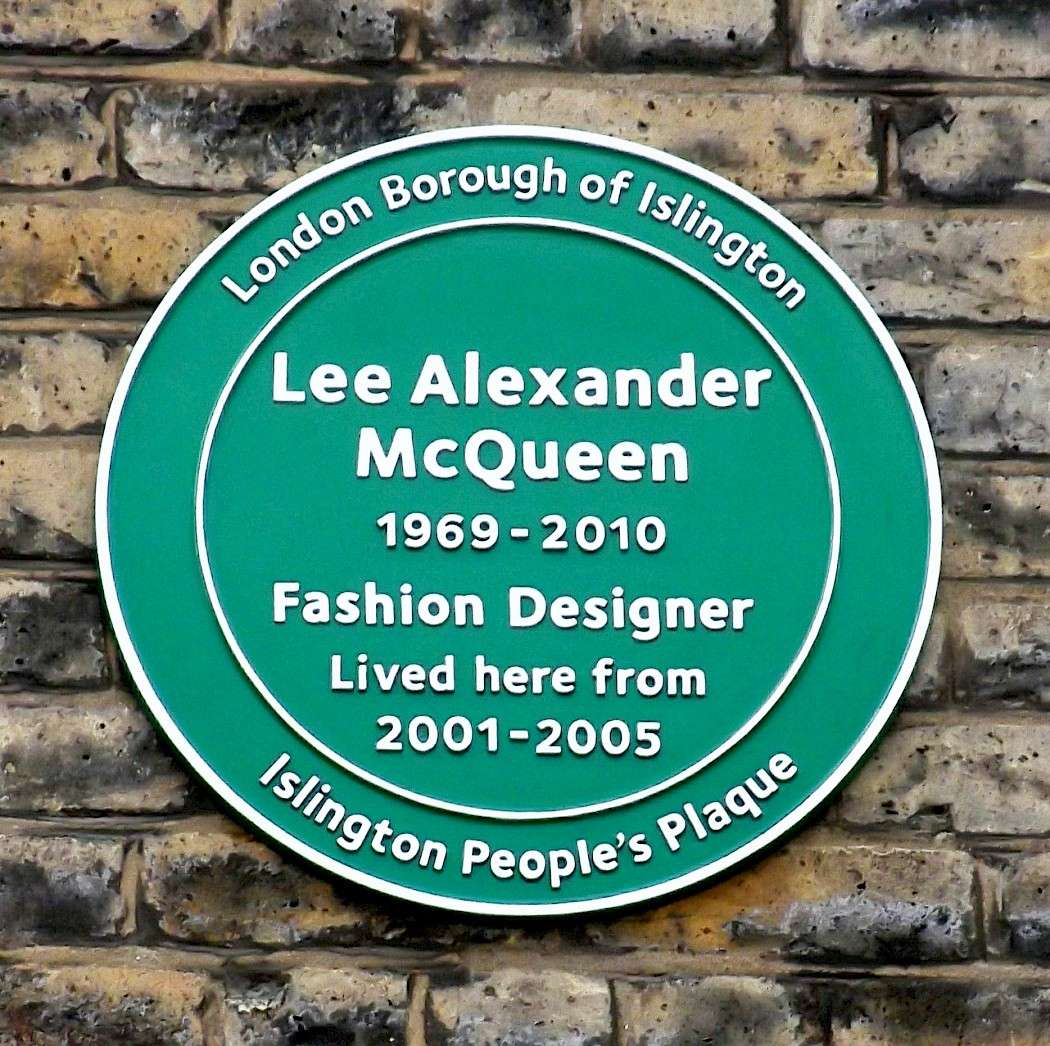 London Borough of Islington
Lee Alexander
McQueen
1969 - 2010
Fashion Designer
Lived here from
2001-2005
Islington People's Plaque